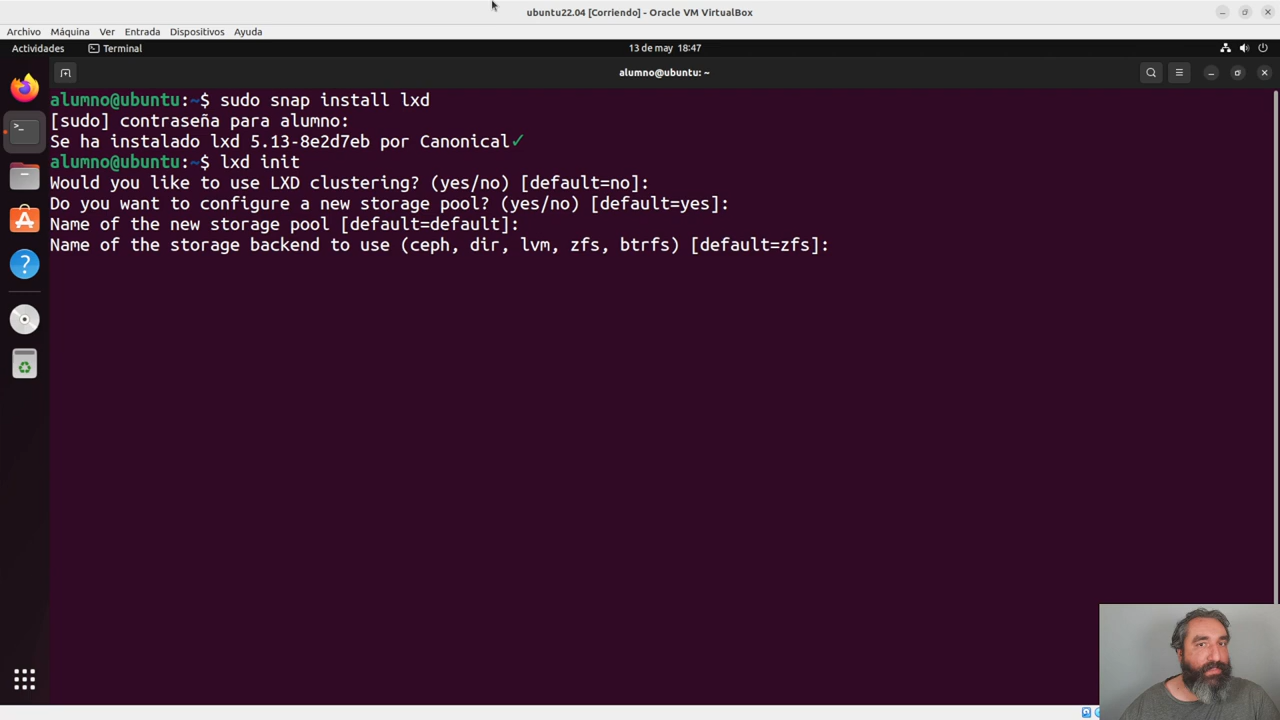 ubuntu22.04 [Corriendo] - Oracle VM VirtualBox
Archivo Máquina Ver Entrada Dispositivos Ayuda
Actividades Terminal 13 de may 18:47
alumno@ubuntu: ~
alumno@ubuntu:~$ sudo snap install lxd
[sudo] contraseña para alumno:
Se ha instalado lxd 5.13-8e2d7eb por Canonical✓
alumno@ubuntu:~$ lxd init
Would you like to use LXD clustering? (yes/no) [default=no]:
Do you want to configure a new storage pool? (yes/no) [default=yes]:
Name of the new storage pool [default=default]:
Name of the storage backend to use (ceph, dir, lvm, zfs, btrfs) [default=zfs]: